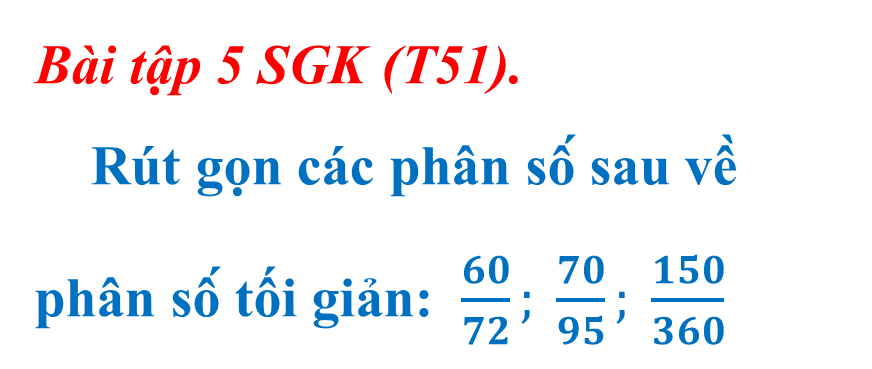 Bài tập 5 SGK (T51).
Rút gọn các phân số sau về
phân số tối giản: 60/72; 70/95; 150/360